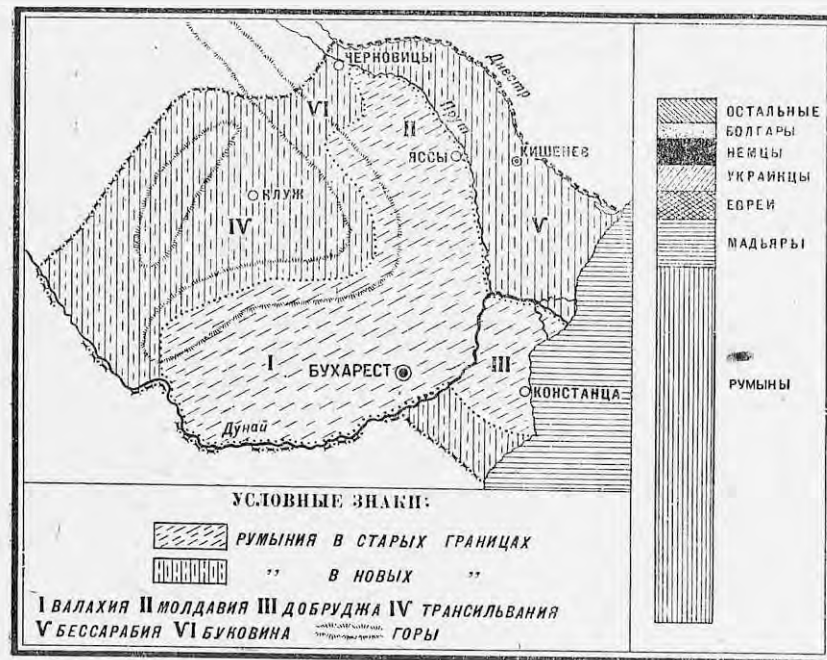 ЧЕРНОВИЦЫ
Днестр
VI
II
Прут
ЯССЫ
КИШЕНЕВ
КЛУЖ
IV
V
I
БУХАРЕСТ
III
КОНСТАНЦА
Дунай
УСЛОВНЫЕ ЗНАКИ:
РУМЫНИЯ В СТАРЫХ ГРАНИЦАХ
" В НОВЫХ "
I ВАЛАХИЯ II МОЛДАВИЯ III ДОБРУДЖА IV ТРАНСИЛЬВАНИЯ
V БЕССАРАБИЯ VI БУКОВИНА ГОРЫ
ОСТАЛЬНЫЕ
БОЛГАРЫ
НЕМЦЫ
УКРАИНЦЫ
ЕВРЕИ
МАДЬЯРЫ
РУМЫНЫ